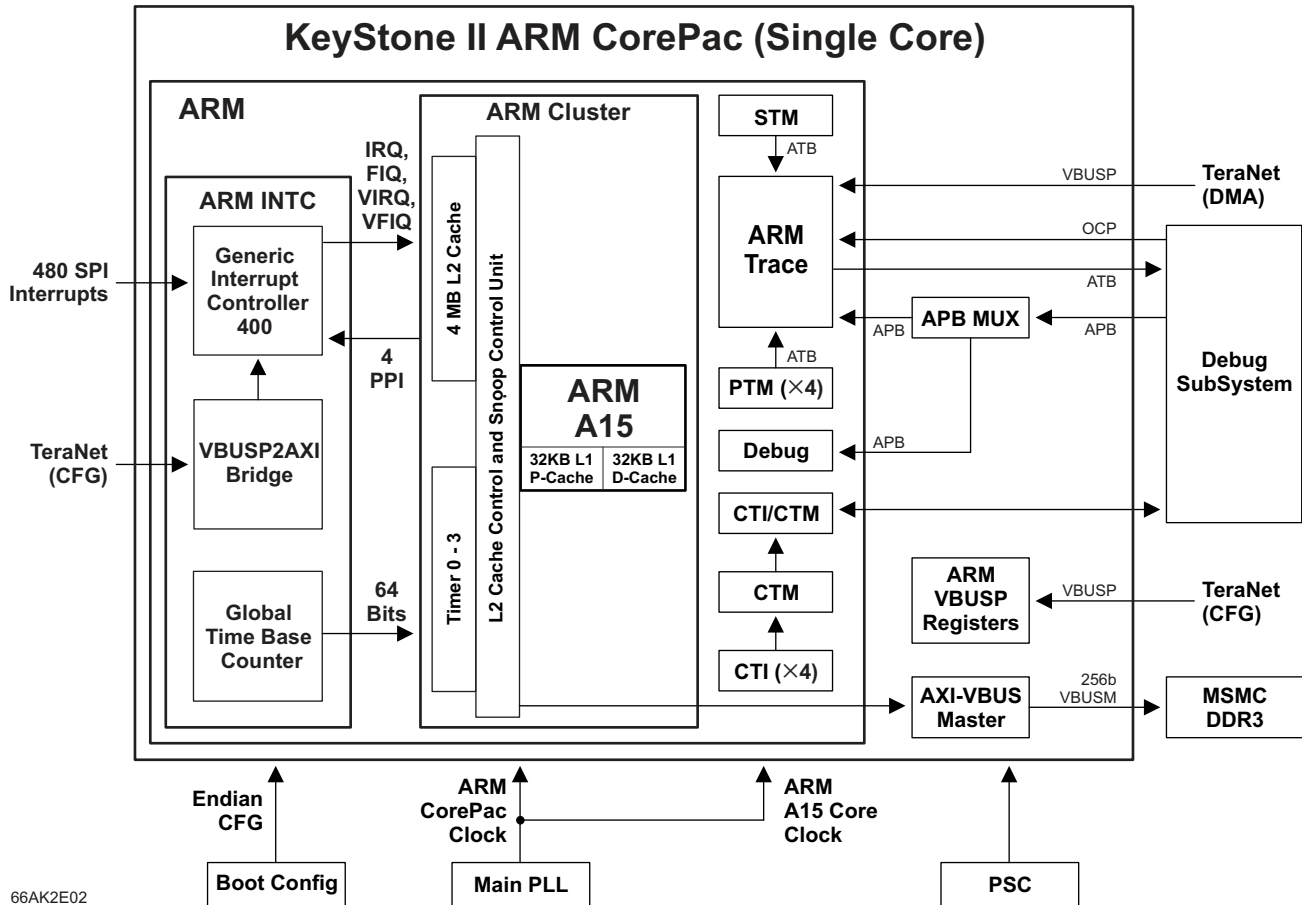 KeyStone II ARM CorePac (Single Core)
ARM
ARM Cluster
STM
ATB
IRQ,
FIQ,
VIRQ,
VFIQ
VBUSP
TeraNet
(DMA)
ARM INTC
Generic
Interrupt
Controller
400
480 SPI
Interrupts
4 MB L2 Cache
L2 Cache Control and Snoop Control Unit
ARM
Trace
OCP
ATB
APB MUX
APB
APB
Debug
SubSystem
4
PPI
ATB
PTM (×4)
ARM
A15
32KB L1
P-Cache
32KB L1
D-Cache
TeraNet
(CFG)
VBUSP2AXI
Bridge
Debug
APB
CTI/CTM
Timer 0 - 3
Global
Time Base
Counter
64
Bits
CTM
ARM
VBUSP
Registers
VBUSP
TeraNet
(CFG)
CTI (×4)
AXI-VBUS
Master
256b
VBUSM
MSMC
DDR3
Endian
CFG
ARM
CorePac
Clock
ARM
A15 Core
Clock
Boot Config
Main PLL
PSC
66AK2E02